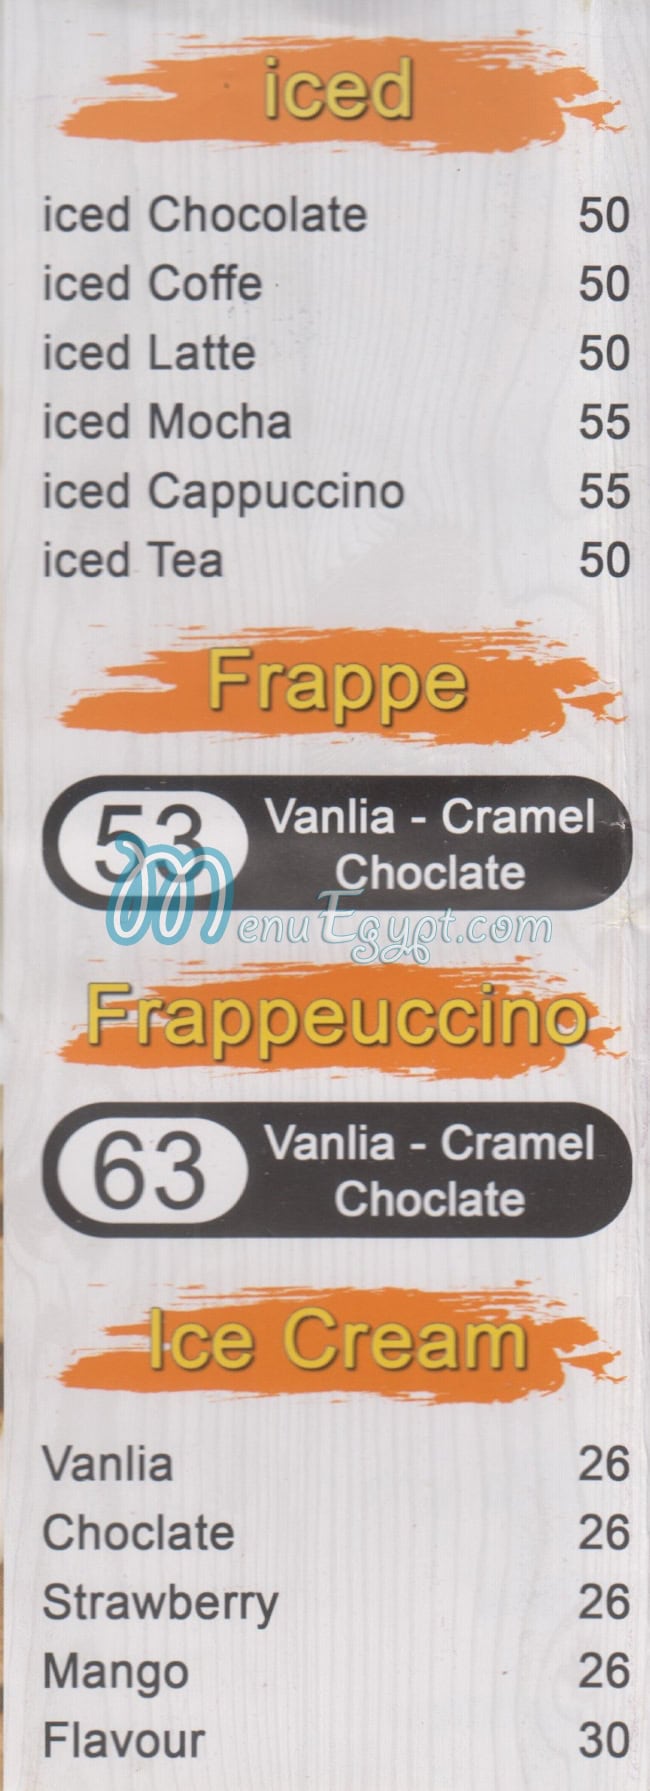 iced
iced Chocolate 50
iced Coffe 50
iced Latte 50
iced Mocha 55
iced Cappuccino 55
iced Tea 50
Frappe
53 Vanlia - Cramel
Choclate
MenuEgypt.com
Frappeuccino
63 Vanlia - Cramel
Choclate
Ice Cream
Vanlia 26
Choclate 26
Strawberry 26
Mango 26
Flavour 30